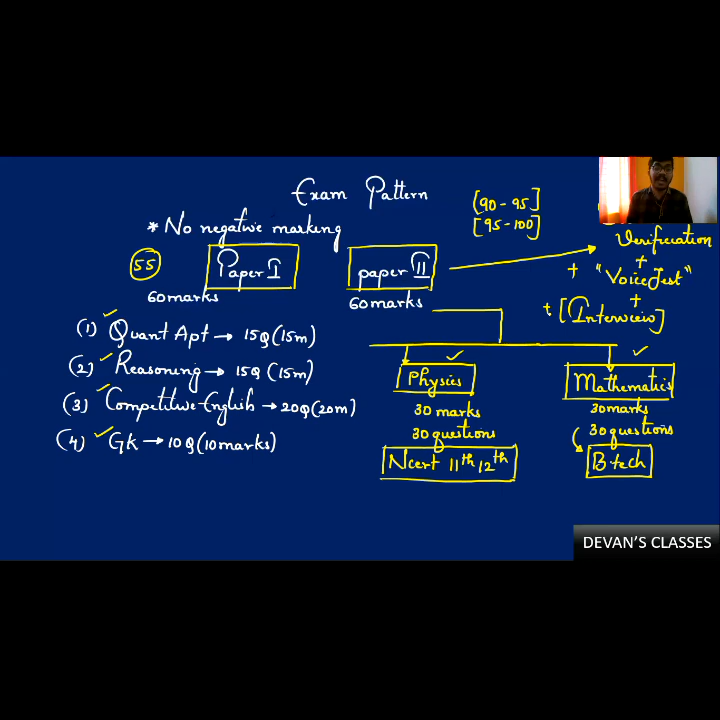 Exam Pattern
[90 - 95]
[95 - 100]
* No negative marking
Verification
+
"Voice Test"
+
+ [Interview]
55
Paper I
60 marks
paper II
60 marks
(1) Quant Apt → 15Q (15m)
(2) Reasoning → 15Q (15m)
(3) Competitive English → 20Q (20m)
(4) GK → 10Q (10 marks)
Physics
30 marks
30 questions
Ncert 11th 12th
Mathematics
30 marks
30 questions
B tech
DEVAN'S CLASSES